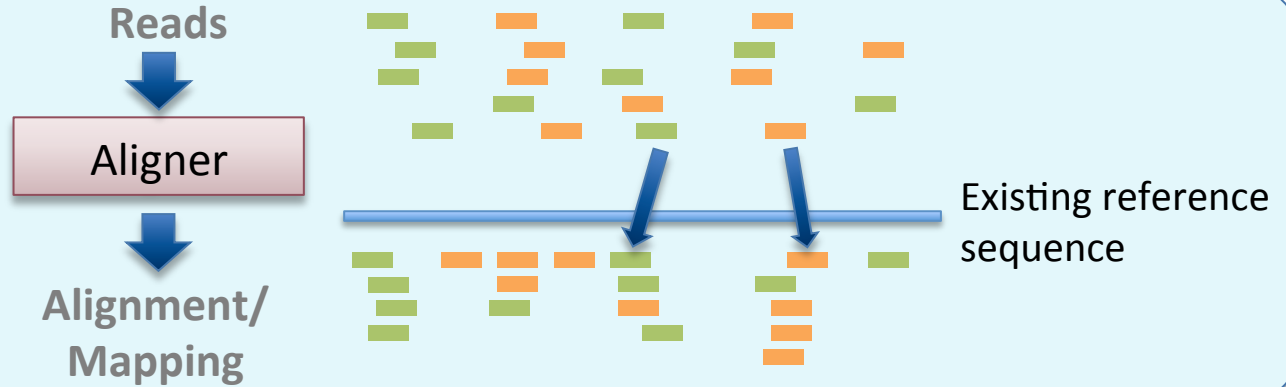 Reads
Aligner
Alignment/
Mapping
Existing reference
sequence